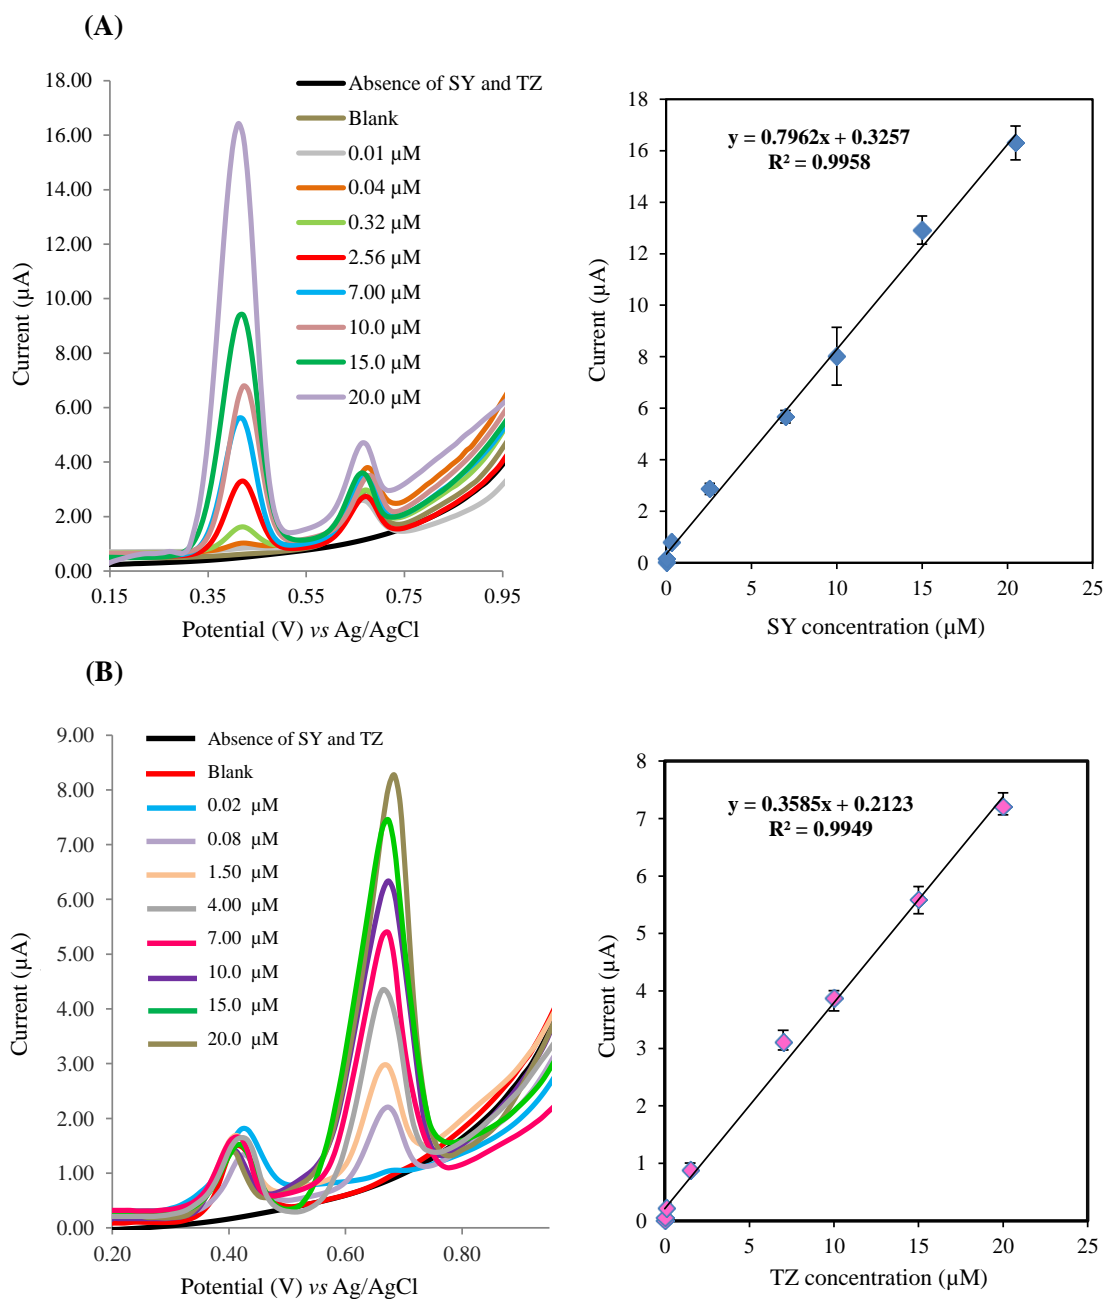 (A)
Current (µA)
18.00
16.00
14.00
12.00
10.00
8.00
6.00
4.00
2.00
0.00
0.15
0.35
0.55
0.75
0.95
Potential (V) vs Ag/AgCl
Absence of SY and TZ
Blank
0.01 µM
0.04 µM
0.32 µM
2.56 µM
7.00 µM
10.0 µM
15.0 µM
20.0 µM
Current (µA)
18
16
14
12
10
8
6
4
2
0
0
5
10
15
20
25
SY concentration (µM)
y = 0.7962x + 0.3257
R² = 0.9958
(B)
Current (µA)
9.00
8.00
7.00
6.00
5.00
4.00
3.00
2.00
1.00
0.00
0.20
0.40
0.60
0.80
Potential (V) vs Ag/AgCl
Absence of SY and TZ
Blank
0.02 µM
0.08 µM
1.50 µM
4.00 µM
7.00 µM
10.0 µM
15.0 µM
20.0 µM
Current (µA)
8
7
6
5
4
3
2
1
0
0
5
10
15
20
25
TZ concentration (µM)
y = 0.3585x + 0.2123
R² = 0.9949